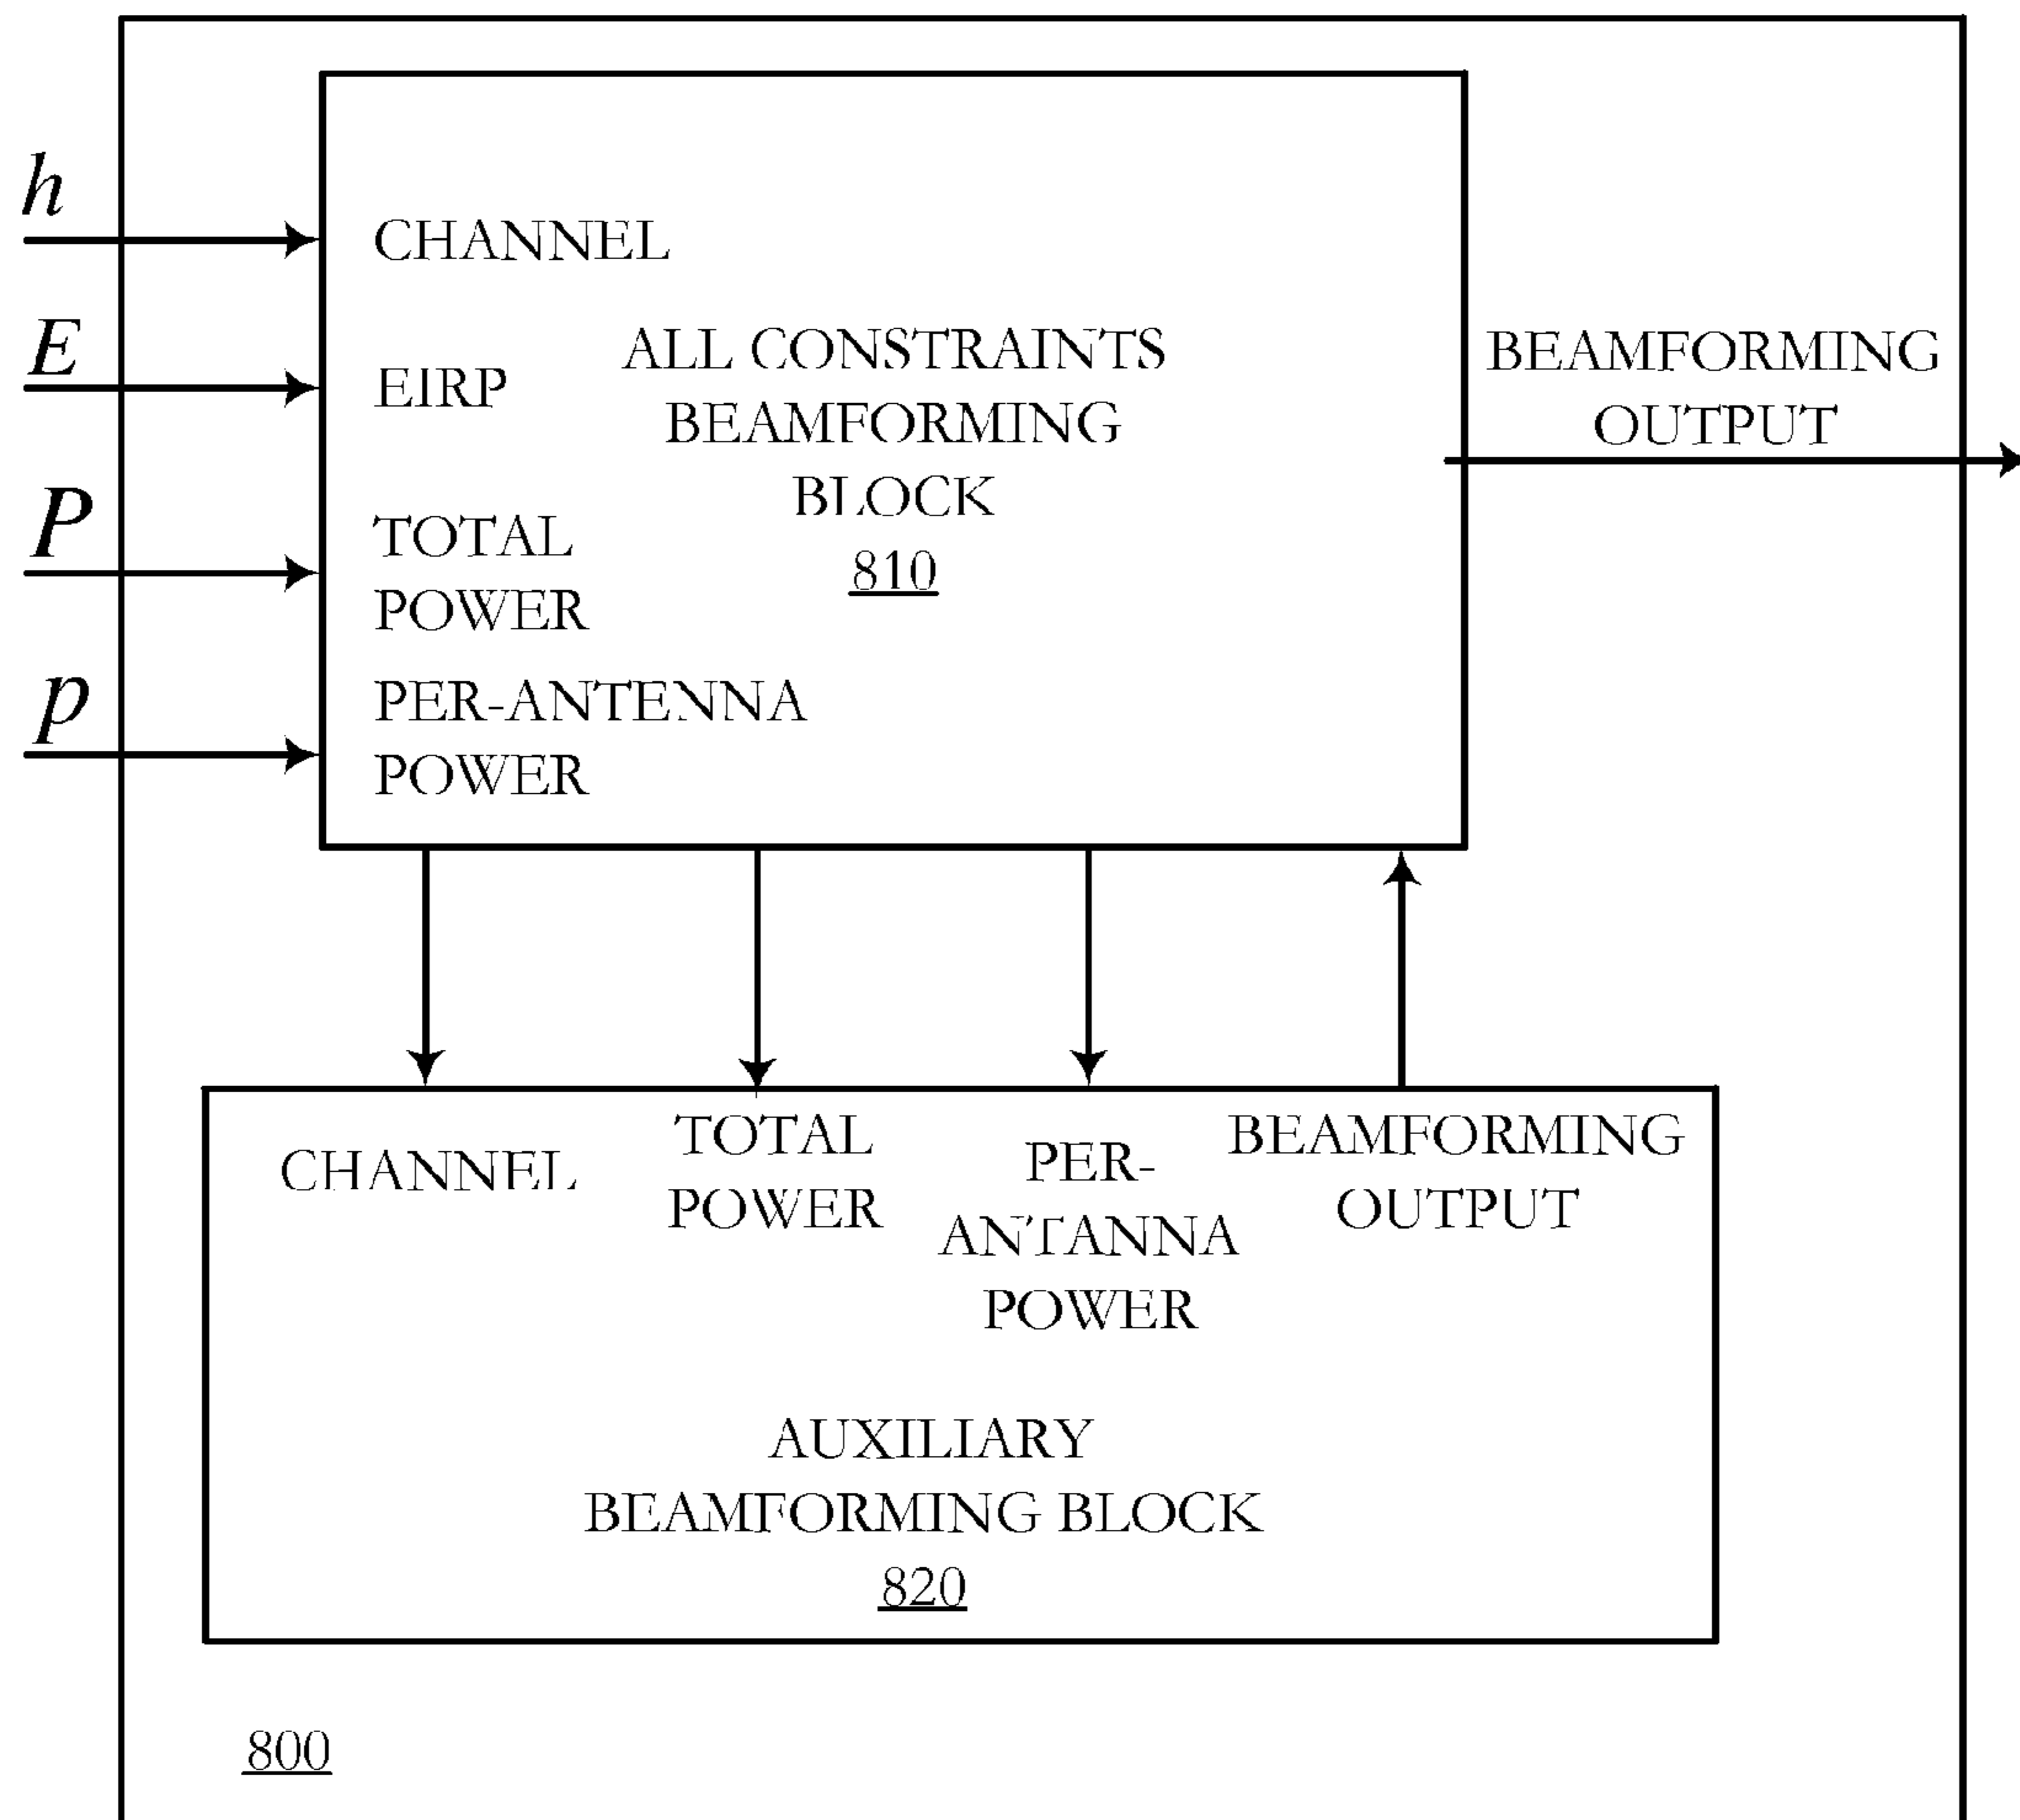 h
CHANNEL
E
EIRP
ALL CONSTRAINTS
BEAMFORMING
BLOCK
810
P
TOTAL
POWER
p
PER-ANTENNA
POWER
BEAMFORMING
OUTPUT
CHANNEL
TOTAL
POWER
PER-
ANTANNA
POWER
BEAMFORMING
OUTPUT
AUXILIARY
BEAMFORMING BLOCK
820
800